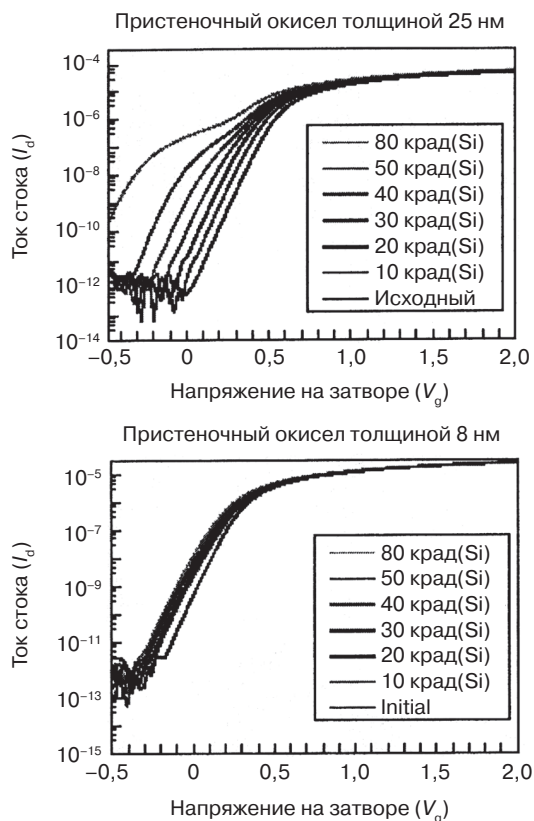 Пристеночный окисел толщиной 25 нм
Ток стока (I_d)
10⁻⁴
10⁻⁶
10⁻⁸
10⁻¹⁰
10⁻¹²
10⁻¹⁴
80 крад(Si)
50 крад(Si)
40 крад(Si)
30 крад(Si)
20 крад(Si)
10 крад(Si)
Исходный
−0,5 0 0,5 1,0 1,5 2,0
Напряжение на затворе (V_g)
Пристеночный окисел толщиной 8 нм
Ток стока (I_d)
10⁻⁵
10⁻⁷
10⁻⁹
10⁻¹¹
10⁻¹³
10⁻¹⁵
80 крад(Si)
50 крад(Si)
40 крад(Si)
30 крад(Si)
20 крад(Si)
10 крад(Si)
Initial
−0,5 0 0,5 1,0 1,5 2,0
Напряжение на затворе (V_g)